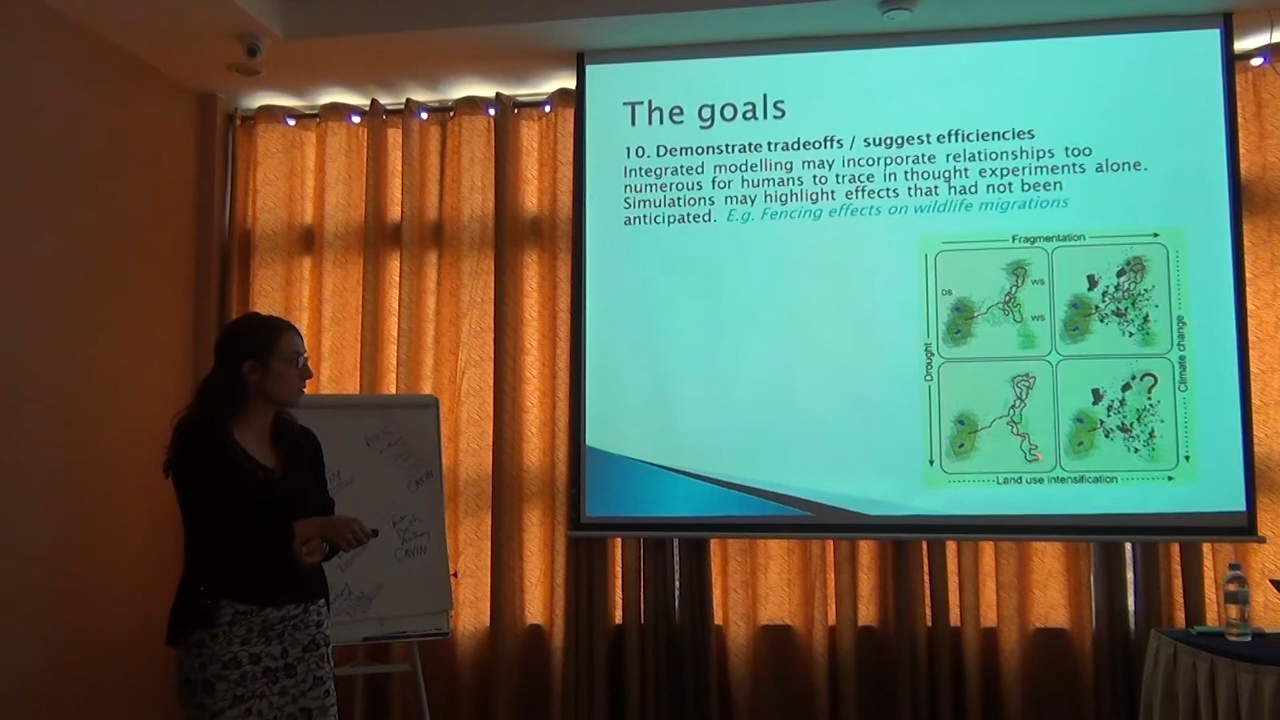 The goals
10. Demonstrate tradeoffs / suggest efficiencies
Integrated modelling may incorporate relationships too
numerous for humans to trace in thought experiments alone.
Simulations may highlight effects that had not been
anticipated. E.g. Fencing effects on wildlife migrations
Fragmentation
DS
WS
WS
Drought
Climate change
?
Land use intensification
CAVIN